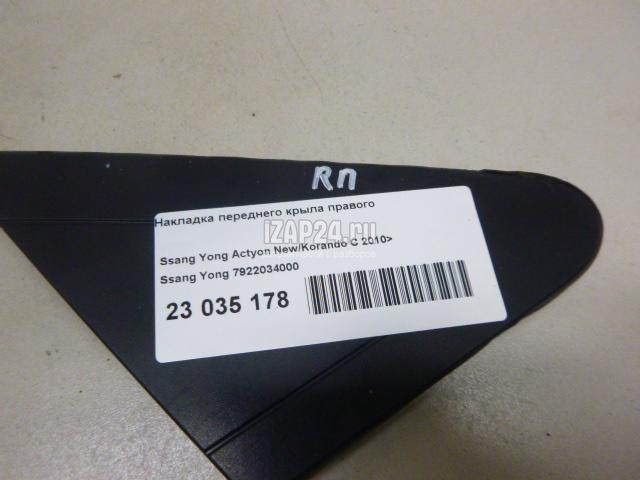 RП
Накладка переднего крыла правого
iZAP24.ru
Ssang Yong Actyon New/Korando C 2010>
Ssang Yong 7922034000
23 035 178